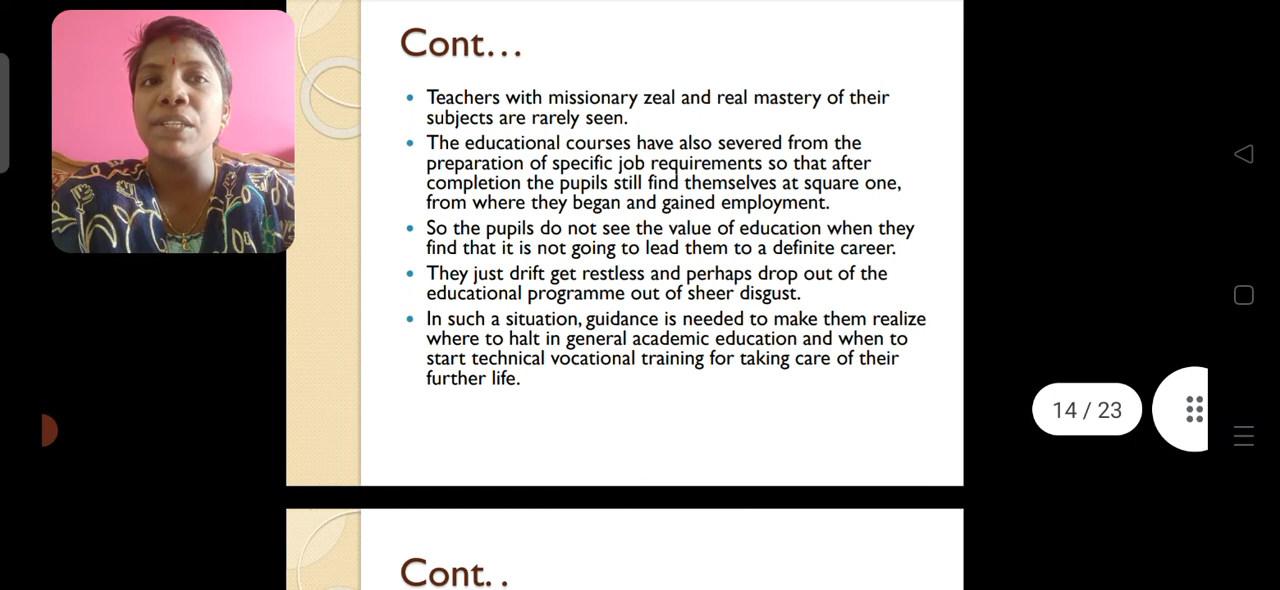 Cont...
• Teachers with missionary zeal and real mastery of their
subjects are rarely seen.
• The educational courses have also severed from the
preparation of specific job requirements so that after
completion the pupils still find themselves at square one,
from where they began and gained employment.
• So the pupils do not see the value of education when they
find that it is not going to lead them to a definite career.
• They just drift get restless and perhaps drop out of the
educational programme out of sheer disgust.
• In such a situation, guidance is needed to make them realize
where to halt in general academic education and when to
start technical vocational training for taking care of their
further life.
14 / 23
Cont. .